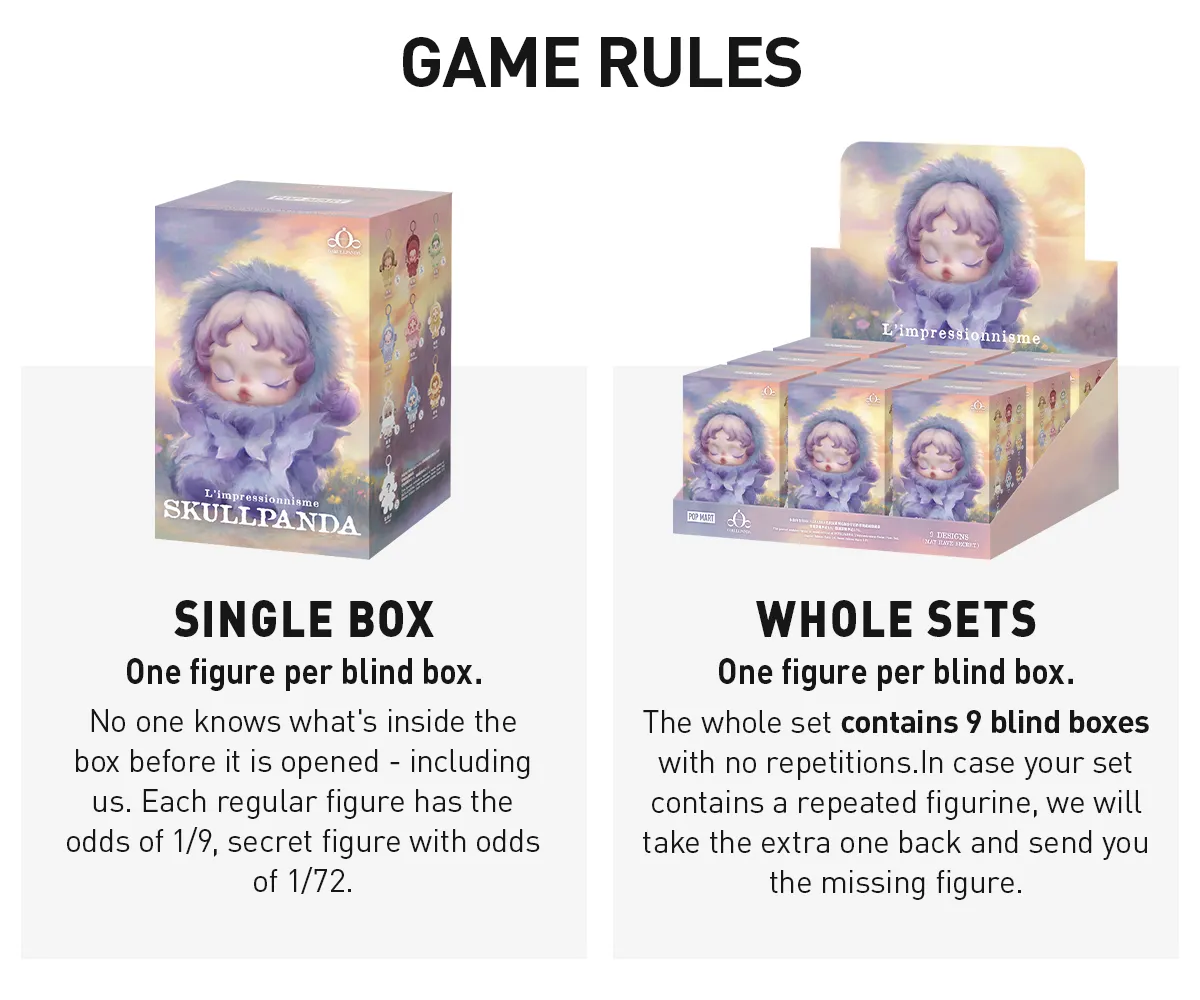 GAME RULES
POP MART
L'impressionnisme
SKULLPANDA
L'impressionnisme
POP MART
9 DESIGNS
(MAY HAVE SECRET)
SINGLE BOX
One figure per blind box.
No one knows what's inside the
box before it is opened - including
us. Each regular figure has the
odds of 1/9, secret figure with odds
of 1/72.
WHOLE SETS
One figure per blind box.
The whole set contains 9 blind boxes
with no repetitions.In case your set
contains a repeated figurine, we will
take the extra one back and send you
the missing figure.